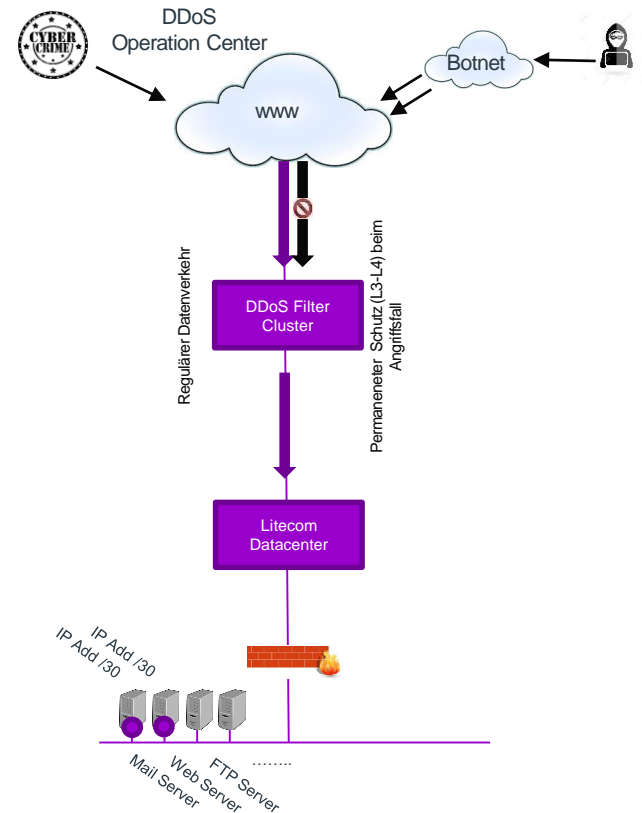 CYBER
CRIME
DDoS
Operation Center
Botnet
www
Regulärer Datenverkehr
Permaneneter Schutz (L3-L4) beim
Angriffsfall
DDoS Filter
Cluster
Litecom
Datacenter
IP Add /30
IP Add /30
Mail Server
Web Server
FTP Server
........